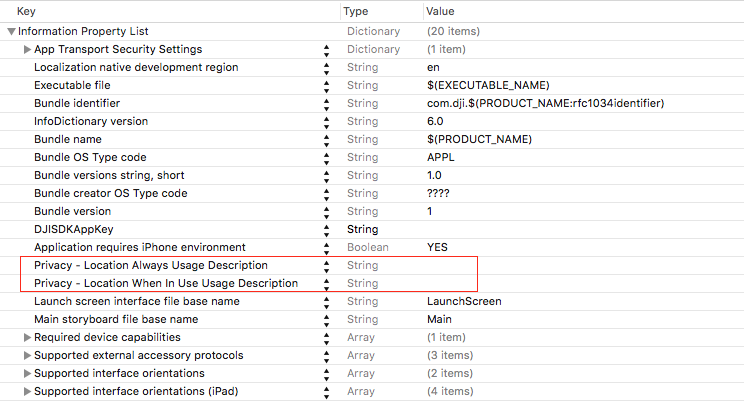 Key Type Value
Information Property List Dictionary (20 items)
App Transport Security Settings Dictionary (1 item)
Localization native development region String en
Executable file String $(EXECUTABLE_NAME)
Bundle identifier String com.dji.$(PRODUCT_NAME:rfc1034identifier)
InfoDictionary version String 6.0
Bundle name String $(PRODUCT_NAME)
Bundle OS Type code String APPL
Bundle versions string, short String 1.0
Bundle creator OS Type code String ????
Bundle version String 1
DJISDKAppKey String
Application requires iPhone environment Boolean YES
Privacy - Location Always Usage Description String
Privacy - Location When In Use Usage Description String
Launch screen interface file base name String LaunchScreen
Main storyboard file base name String Main
Required device capabilities Array (1 item)
Supported external accessory protocols Array (3 items)
Supported interface orientations Array (2 items)
Supported interface orientations (iPad) Array (4 items)